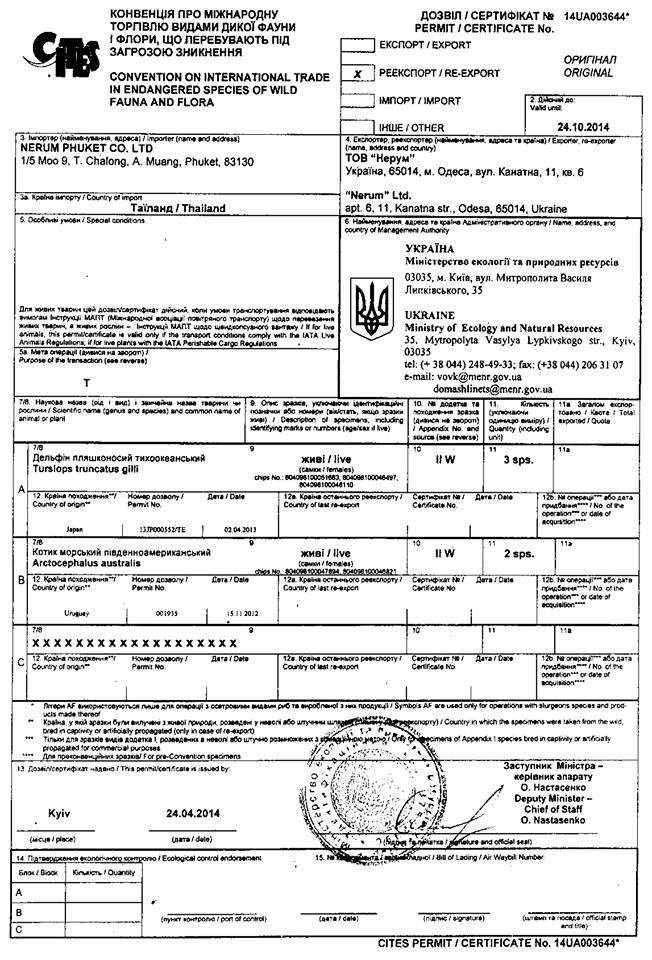 КОНВЕНЦІЯ ПРО МІЖНАРОДНУ
ТОРГІВЛЮ ВИДАМИ ДИКОЇ ФАУНИ
І ФЛОРИ, ЩО ПЕРЕБУВАЮТЬ ПІД
ЗАГРОЗОЮ ЗНИКНЕННЯ
CITES
CONVENTION ON INTERNATIONAL TRADE
IN ENDANGERED SPECIES OF WILD
FAUNA AND FLORA
ДОЗВІЛ / СЕРТИФІКАТ № 14UA003644*
PERMIT / CERTIFICATE No.
ЕКСПОРТ / EXPORT
ОРИГІНАЛ
X РЕЕКСПОРТ / RE-EXPORT ORIGINAL
ІМПОРТ / IMPORT
2. Дійсний до:
Valid until:
ІНШЕ / OTHER 24.10.2014
3. Імпортер (найменування, адреса) / Importer (name and address)
NERUM PHUKET CO. LTD
1/5 Moo 9, T. Chalong, A. Muang, Phuket, 83130
3a. Країна імпорту / Country of import
Таїланд / Thailand
4. Експортер, реекспортер (найменування, адреса та країна) / Exporter, re-exporter
(name, address and country)
ТОВ "Нерум"
Україна, 65014, м. Одеса, вул. Канатна, 11, кв. 6
"Nerum" Ltd.
apt. 6, 11, Kanatna str., Odesa, 65014, Ukraine
5. Особливі умови / Special conditions
Для живих тварин цей дозвіл/сертифікат дійсний, коли умови транспортування відповідають
вимогам Інструкції МАПТ (Міжнародної асоціації повітряного транспорту) щодо перевезення
живих тварин, а живих рослин – Інструкції МАПТ щодо швидкопсувного вантажу / If for live
animals, this permit/certificate is valid only if the transport conditions comply with the IATA Live
Animals Regulations; if for live plants with the IATA Perishable Cargo Regulations
5a. Мета операції (дивися на звороті) /
Purpose of the transaction (see reverse)
T
6. Найменування, адреса та країна Адміністративного органу / Name, address, and
country of Management Authority
УКРАЇНА
Міністерство екології та природних ресурсів
03035, м. Київ, вул. Митрополита Василя
Липківського, 35
UKRAINE
Ministry of Ecology and Natural Resources
35, Mytropolyta Vasylya Lypkivskogo str., Kyiv,
03035
tel: (+ 38 044) 248-49-33; fax: (+38 044) 206 31 07
e-mail: vovk@menr.gov.ua
domashlinets@menr.gov.ua
7/8. Наукова назва (рід і вид) і звичайна назва тварини чи
рослини / Scientific name (genus and species) and common name of
animal or plant
9. Опис зразків, уключаючи ідентифікаційні
позначки або номери (вік/стать, якщо зразки
живі) / Description of specimens, including
identifying marks or numbers (age/sex if live)
10. № додатка та
походження зразка
(дивися на звороті)
/ Appendix No. and
source (see reverse)
11. Кількість
(уключаючи
одиницю виміру) /
Quantity (including
unit)
11a. Загалом експор-
товано / Квота / Total
exported / Quota
A
7/8 9 10 11 11a
Дельфін пляшконосий тихоокеанський живі / live II W 3 sps.
Tursiops truncatus gilli (самки / females)
chips No.: 804098100051663, 804098100046497,
804098100046110
12. Країна походження**/
Country of origin**
Номер дозволу /
Permit No.
Дата / Date
12a. Країна останнього реекспорту /
Country of last re-export
Сертифікат № /
Certificate No.
Дата / Date
12b. № операції*** або дата
придбання**** / No. of the
operation*** or date of
acquisition****
Japan 13JP000552/TE 02.04.2013
B
7/8 9 10 11 11a
Котик морський південноамериканський живі / live II W 2 sps.
Arctocephalus australis (самки / females)
chips No.: 804098100047894, 804098100046821
12. Країна походження**/
Country of origin**
Номер дозволу /
Permit No.
Дата / Date
12a. Країна останнього реекспорту /
Country of last re-export
Сертифікат № /
Certificate No
Дата / Date
12b. № операції*** або дата
придбання**** / No. of the
operation*** or date of
acquisition****
Uruguay 001935 15.11.2012
C
7/8 9 10 11 11a
X X X X X X X X X X X X X X X X X X X
12. Країна походження**/
Country of origin**
Номер дозволу /
Permit No.
Дата / Date
12a. Країна останнього реекспорту /
Country of last re-export
Сертифікат № /
Certificate No.
Дата / Date
12b. № операції*** або дата
придбання**** / No. of the
operation*** or date of
acquisition****
* Літери AF використовуються лише для операцій з осетровими видами риб та виробленої з них продукції / Symbols AF are used only for operations with sturgeons species and prod-
ucts made thereof
** Країна, у якій зразки були вилучені з живої природи, розведені у неволі або штучним / Country in which the specimens were taken from the wild,
bred in captivity or artificially propagated (only in case of re-export)
*** Тільки для зразків видів додатка I, розведених в неволі або штучно розмножених з метою / Only for specimens of Appendix I species bred in captivity or artificially
propagated for commercial purposes
**** Для преконвенційних зразків/ For pre-Convention specimens
13 Дозвіл/сертифікат надано / This permit/certificate is issued by:
Kyiv 24.04.2014
(місце / place) (дата / date)
Заступник Міністра –
керівник апарату
О. Настасенко
Deputy Minister –
Chief of Staff
O. Nastasenko
(підпис та печатка / signature and official seal)
14. Підтвердження екологічного контролю / Ecological control endorsement
15. № / Bill of Lading / Air Waybill Number
Блок / Block Кількість / Quantity
A
B
C
(пункт контролю / port of control) (дата / date) (підпис / signature) (штамп та посада / official stamp
and title)
CITES PERMIT / CERTIFICATE No. 14UA003644*